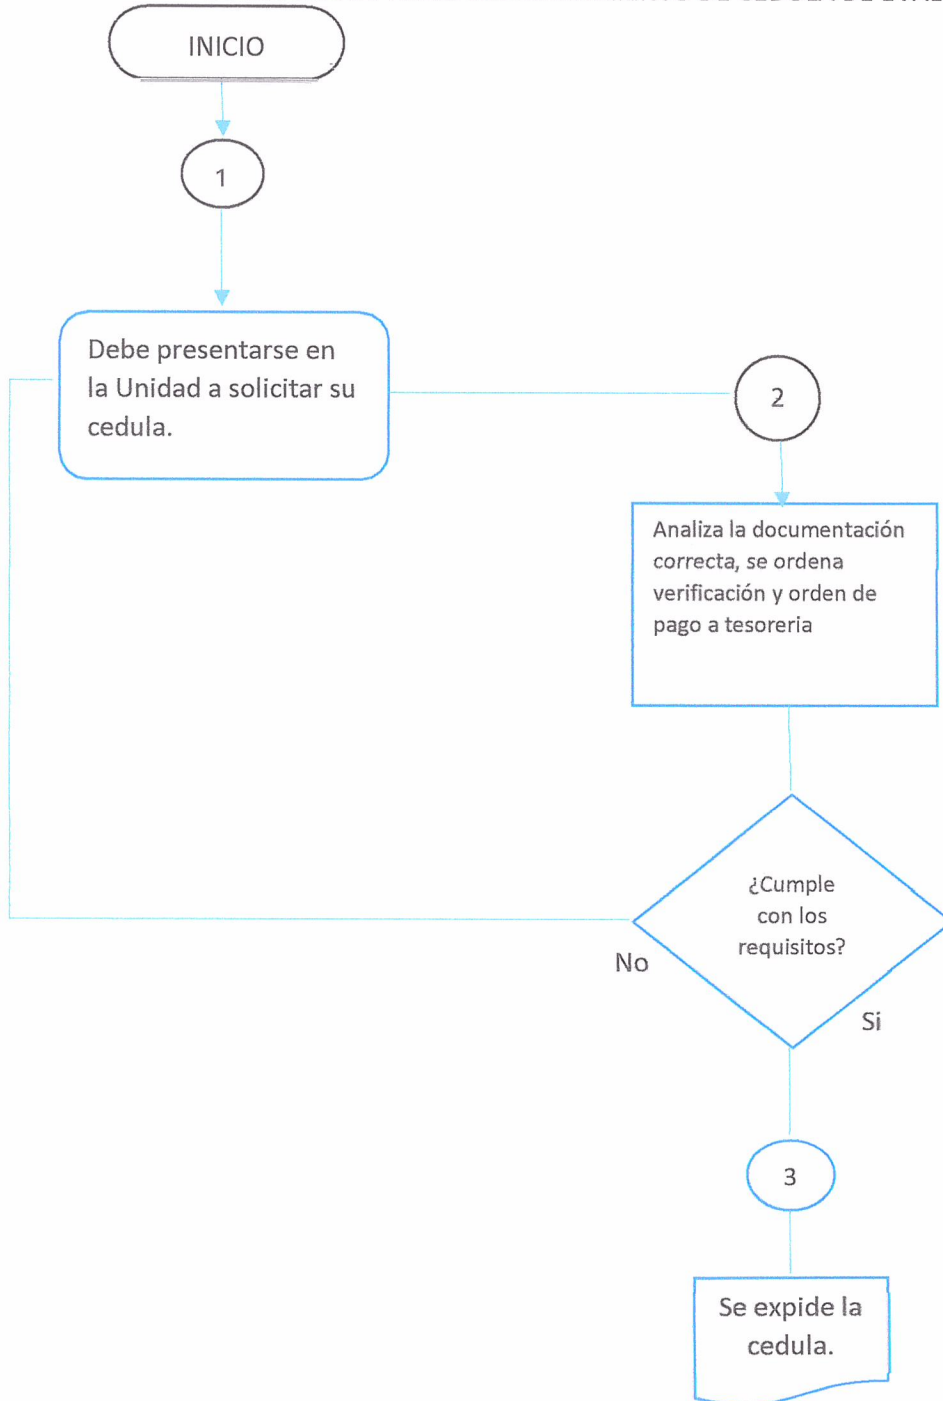 INICIO
1
Debe presentarse en
la Unidad a solicitar su
cedula.
2
Analiza la documentación
correcta, se ordena
verificación y orden de
pago a tesoreria
¿Cumple
con los
requisitos?
No
Si
3
Se expide la
cedula.